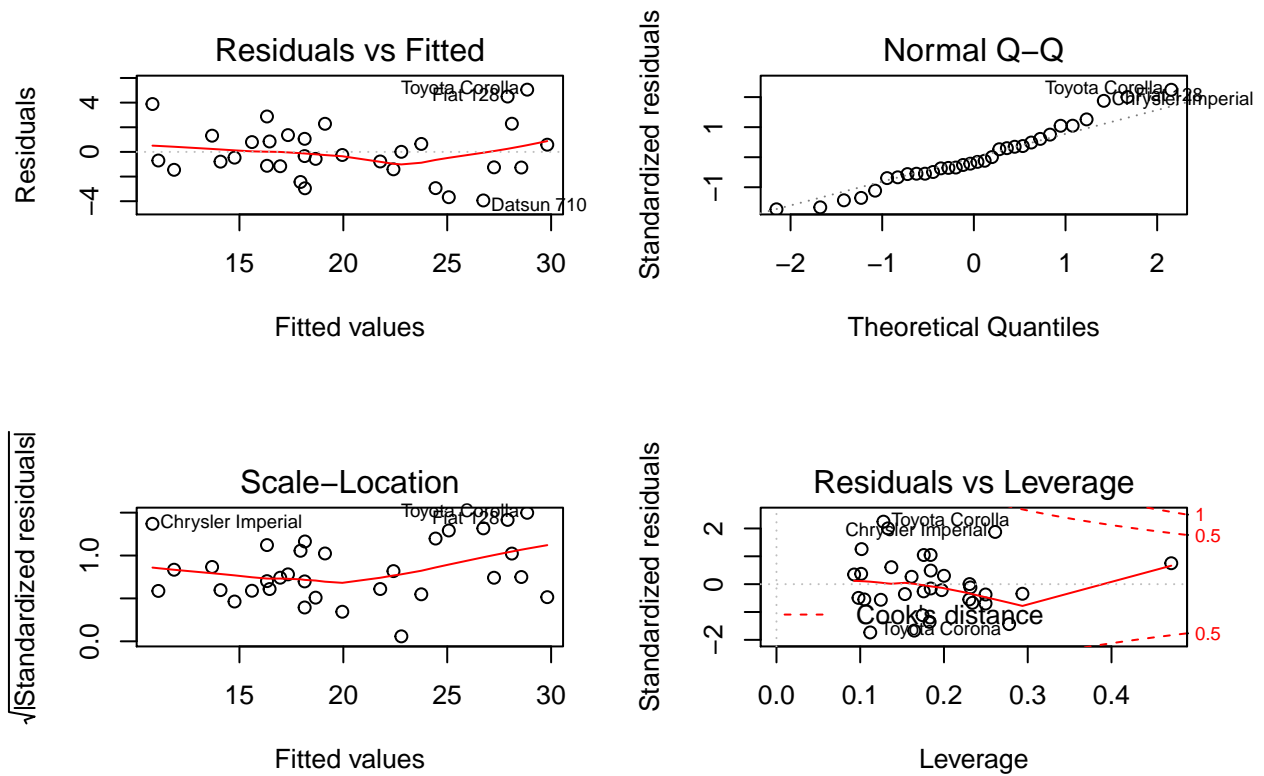 Residuals vs Fitted
Residuals
4
0
−4
Toyota Corolla
Fiat 128
Datsun 710
15 20 25 30
Fitted values
Normal Q−Q
Standardized residuals
1
−1
Toyota Corolla
Fiat 128
Chrysler Imperial
−2 −1 0 1 2
Theoretical Quantiles
Scale−Location
√|Standardized residuals|
1.0
0.0
Toyota Corolla
Fiat 128
Chrysler Imperial
15 20 25 30
Fitted values
Residuals vs Leverage
Standardized residuals
2
0
−2
Toyota Corolla
Chrysler Imperial
Cook's distance
Toyota Corona
1
0.5
0.5
0.0 0.1 0.2 0.3 0.4
Leverage